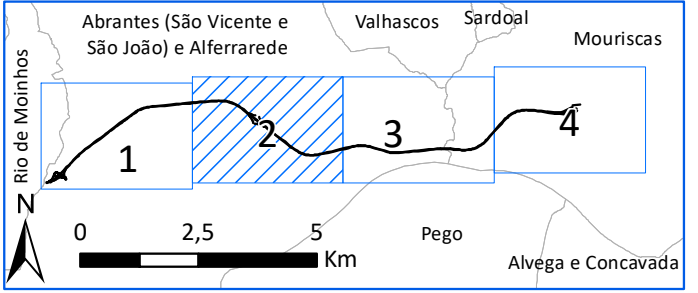 Abrantes (São Vicente e
São João) e Alferrarede
Valhascos
Sardoal
Mouriscas
Rio de Moinhos
1
2
3
4
N
0
2,5
5
Km
Pego
Alvega e Concavada